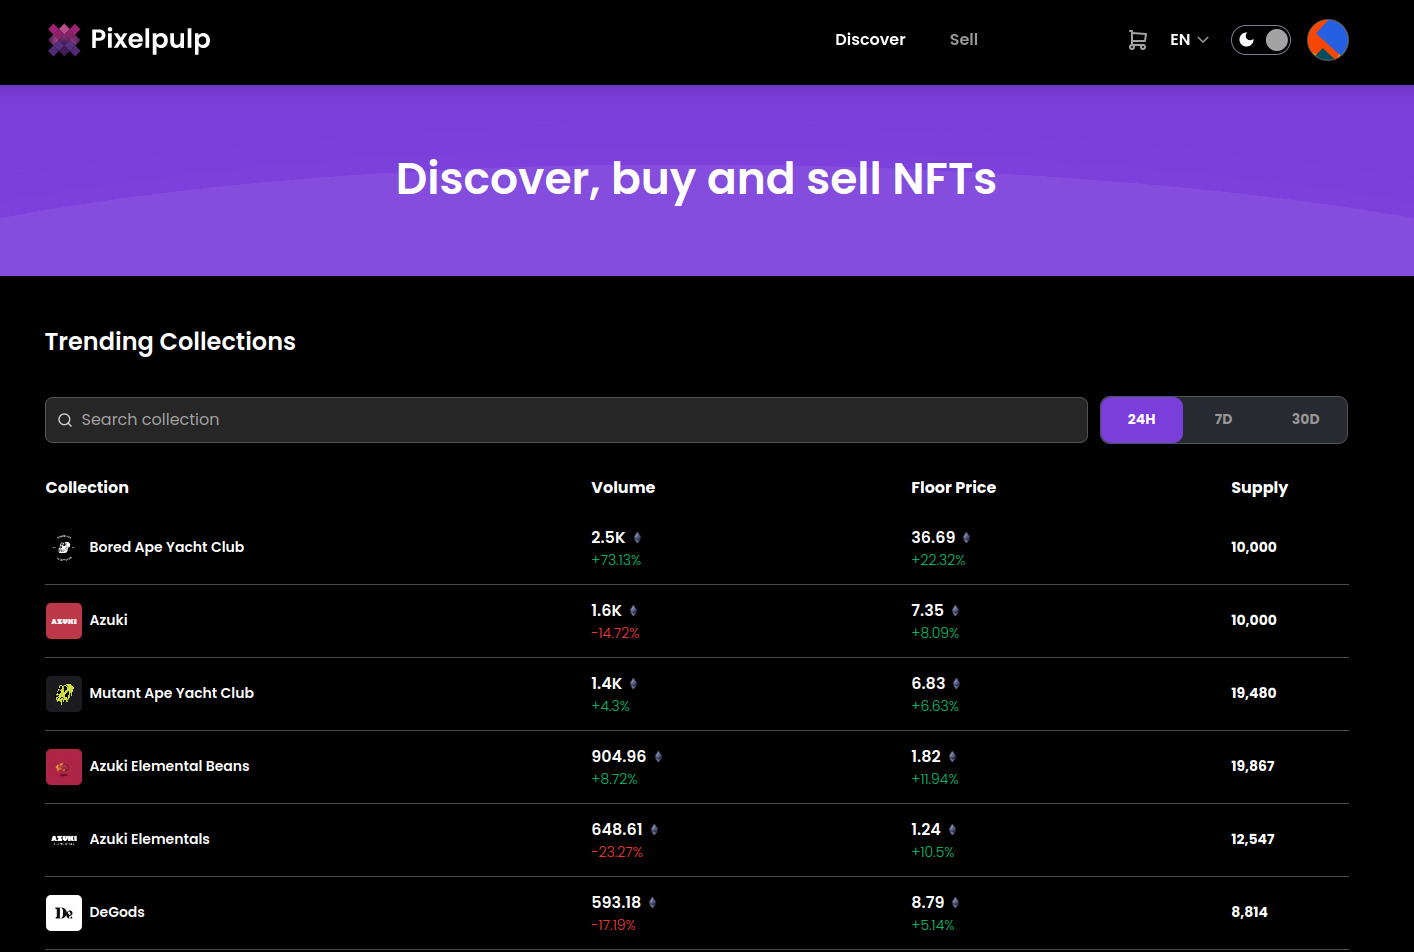 Pixelpulp
Discover Sell EN
Discover, buy and sell NFTs
Trending Collections
Search collection 24H 7D 30D
Collection Volume Floor Price Supply
Bored Ape Yacht Club 2.5K +73.13% 36.69 +22.32% 10,000
AZUKI Azuki 1.6K -14.72% 7.35 +8.09% 10,000
Mutant Ape Yacht Club 1.4K +4.3% 6.83 +6.63% 19,480
Azuki Elemental Beans 904.96 +8.72% 1.82 +11.94% 19,867
AZUKI Azuki Elementals 648.61 -23.27% 1.24 +10.5% 12,547
De DeGods 593.18 -17.19% 8.79 +5.14% 8,814